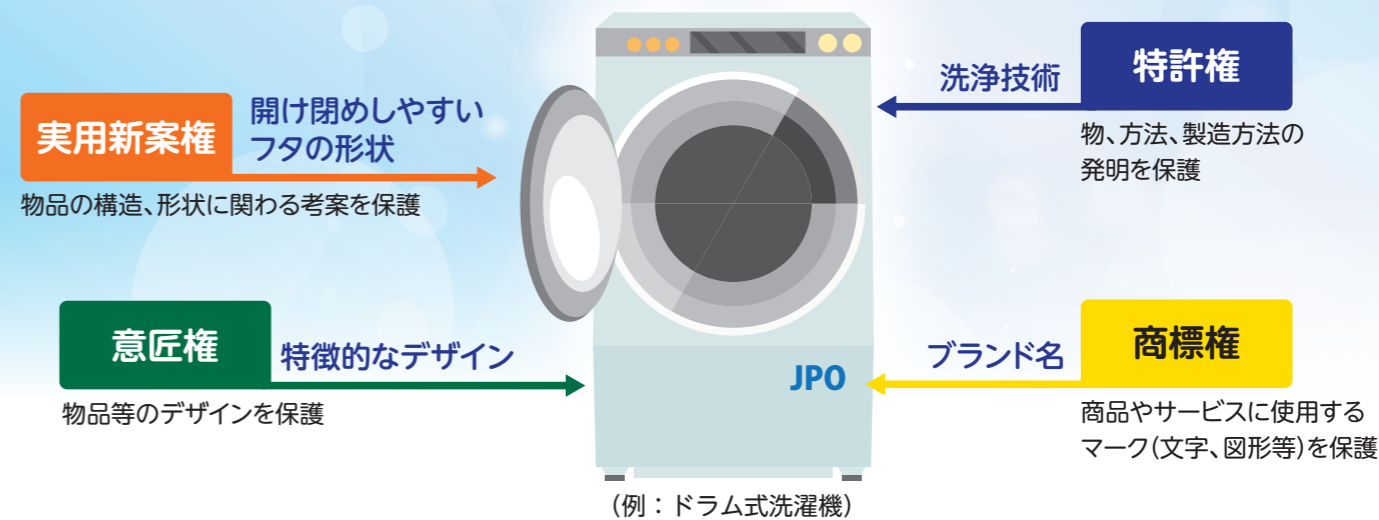 実用新案権
開け閉めしやすい
フタの形状
物品の構造、形状に関わる考案を保護
特許権
洗浄技術
物、方法、製造方法の
発明を保護
意匠権
特徴的なデザイン
物品等のデザインを保護
JPO
商標権
ブランド名
商品やサービスに使用する
マーク(文字、図形等)を保護
(例：ドラム式洗濯機)